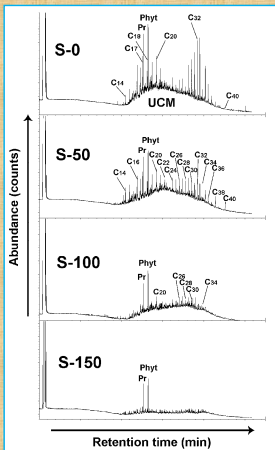 S-0
Phyt
Pr
C18
C17
C20
C32
C14
C40
UCM
S-50
Phyt
Pr
C16
C14
C20
C22
C24
C26
C28
C30
C32
C34
C36
C38
C40
S-100
Phyt
Pr
C20
C26
C28
C30
C34
S-150
Phyt
Pr
Abundance (counts)
Retention time (min)